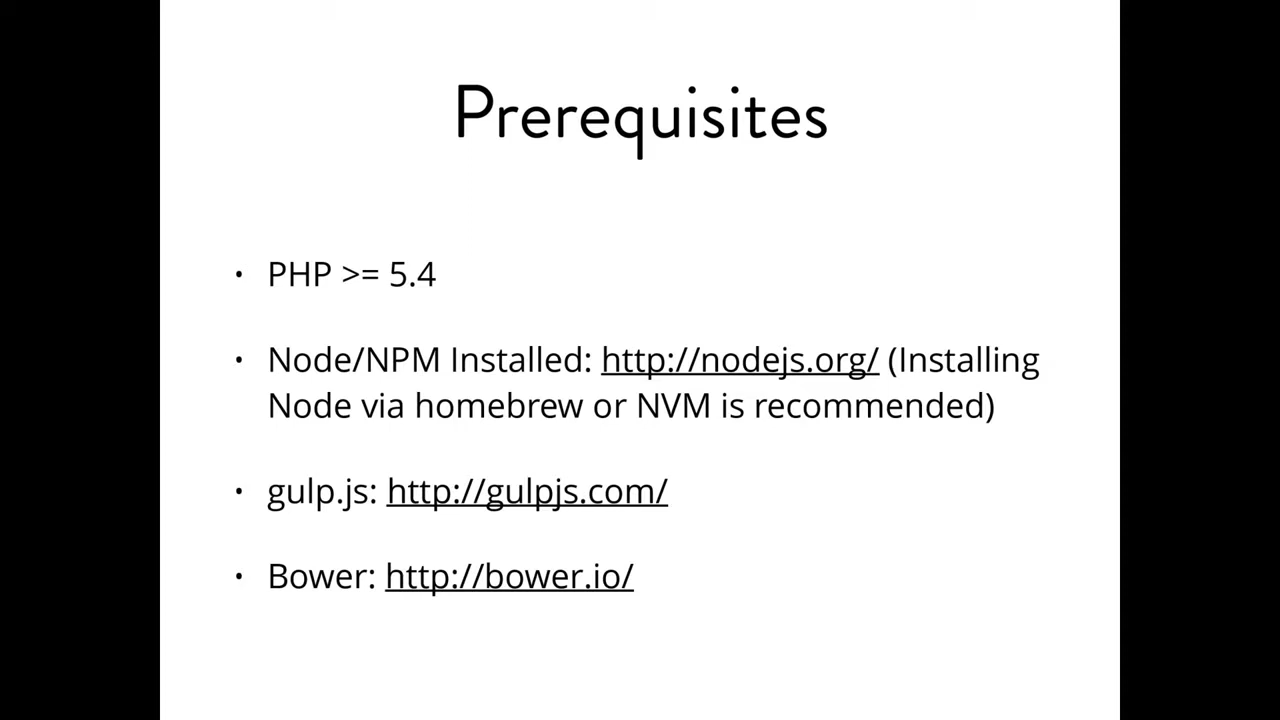 Prerequisites
• PHP >= 5.4
• Node/NPM Installed: http://nodejs.org/ (Installing
Node via homebrew or NVM is recommended)
• gulp.js: http://gulpjs.com/
• Bower: http://bower.io/